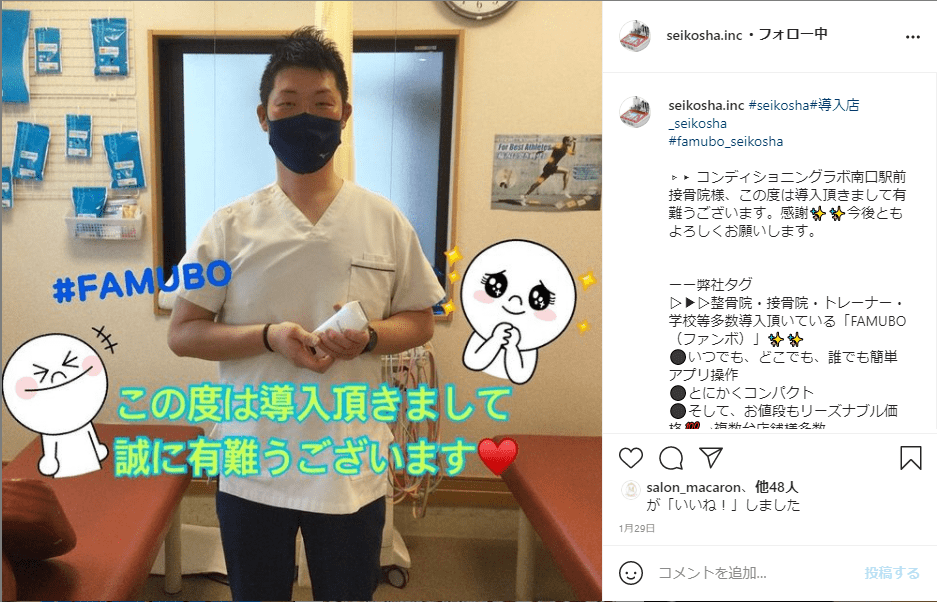 For Best Athletes
#FAMUBO
この度は導入頂きまして
誠に有難うございます
seikosha.inc・フォロー中
seikosha.inc #seikosha#導入店
_seikosha
#famubo_seikosha
▹ ▸ コンディショニングラボ南口駅前
接骨院様、この度は導入頂きまして有
難うございます。感謝✨✨今後とも
よろしくお願いします。
ーー弊社タグ
▷▶▷整骨院・接骨院・トレーナー・
学校等多数導入頂いている「FAMUBO
（ファンボ）」✨✨
●いつでも、どこでも、誰でも簡単
アプリ操作
●とにかくコンパクト
●そして、お値段もリーズナブル価
格💯→複数台店舗様多数
salon_macaron、他48人
が「いいね！」しました
1月29日
コメントを追加...
投稿する